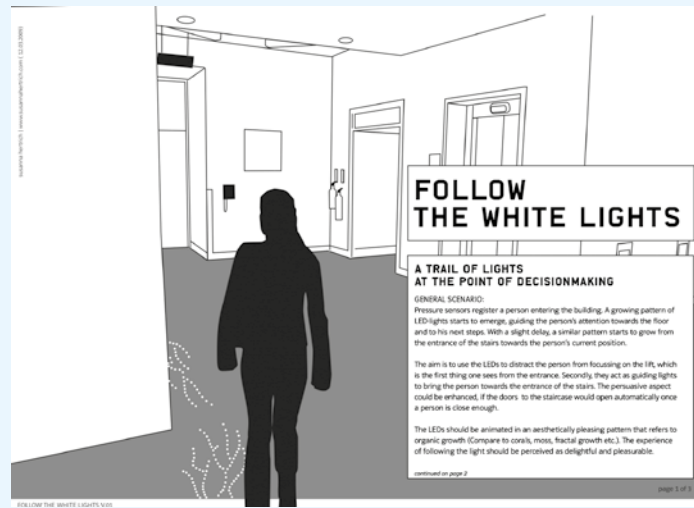 susanna hertrich | www.susannahertrich.com | 12.01.2009
FOLLOW
THE WHITE LIGHTS
A TRAIL OF LIGHTS
AT THE POINT OF DECISIONMAKING
GENERAL SCENARIO:
Pressure sensors register a person entering the building. A growing pattern of
LED-lights starts to emerge, guiding the person's attention towards the floor
and to his next steps. With a slight delay, a similar pattern starts to grow from
the entrance of the stairs towards the person's current position.
The aim is to use the LEDs to distract the person from focussing on the lift, which
is the first thing one sees from the entrance. Secondly, they act as guiding lights
to bring the person towards the entrance of the stairs. The persuasive aspect
could be enhanced, if the doors to the staircase would open automatically once
a person is close enough.
The LEDs should be animated in an aesthetically pleasing pattern that refers to
organic growth (Compare to corals, moss, fractal growth etc.). The experience
of following the light should be perceived as delightful and pleasurable.
continued on page 2
page 1 of 3
FOLLOW THE WHITE LIGHTS